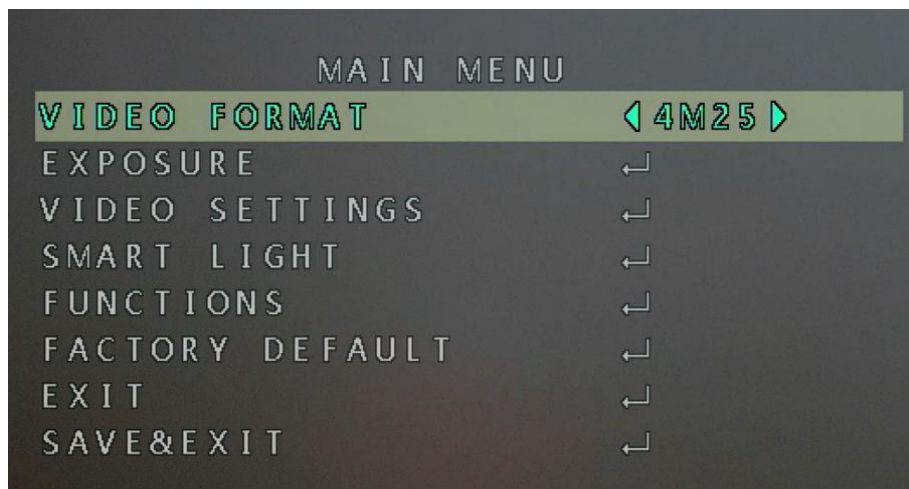 MAIN MENU
VIDEO FORMAT 4M25
EXPOSURE
VIDEO SETTINGS
SMART LIGHT
FUNCTIONS
FACTORY DEFAULT
EXIT
SAVE&EXIT